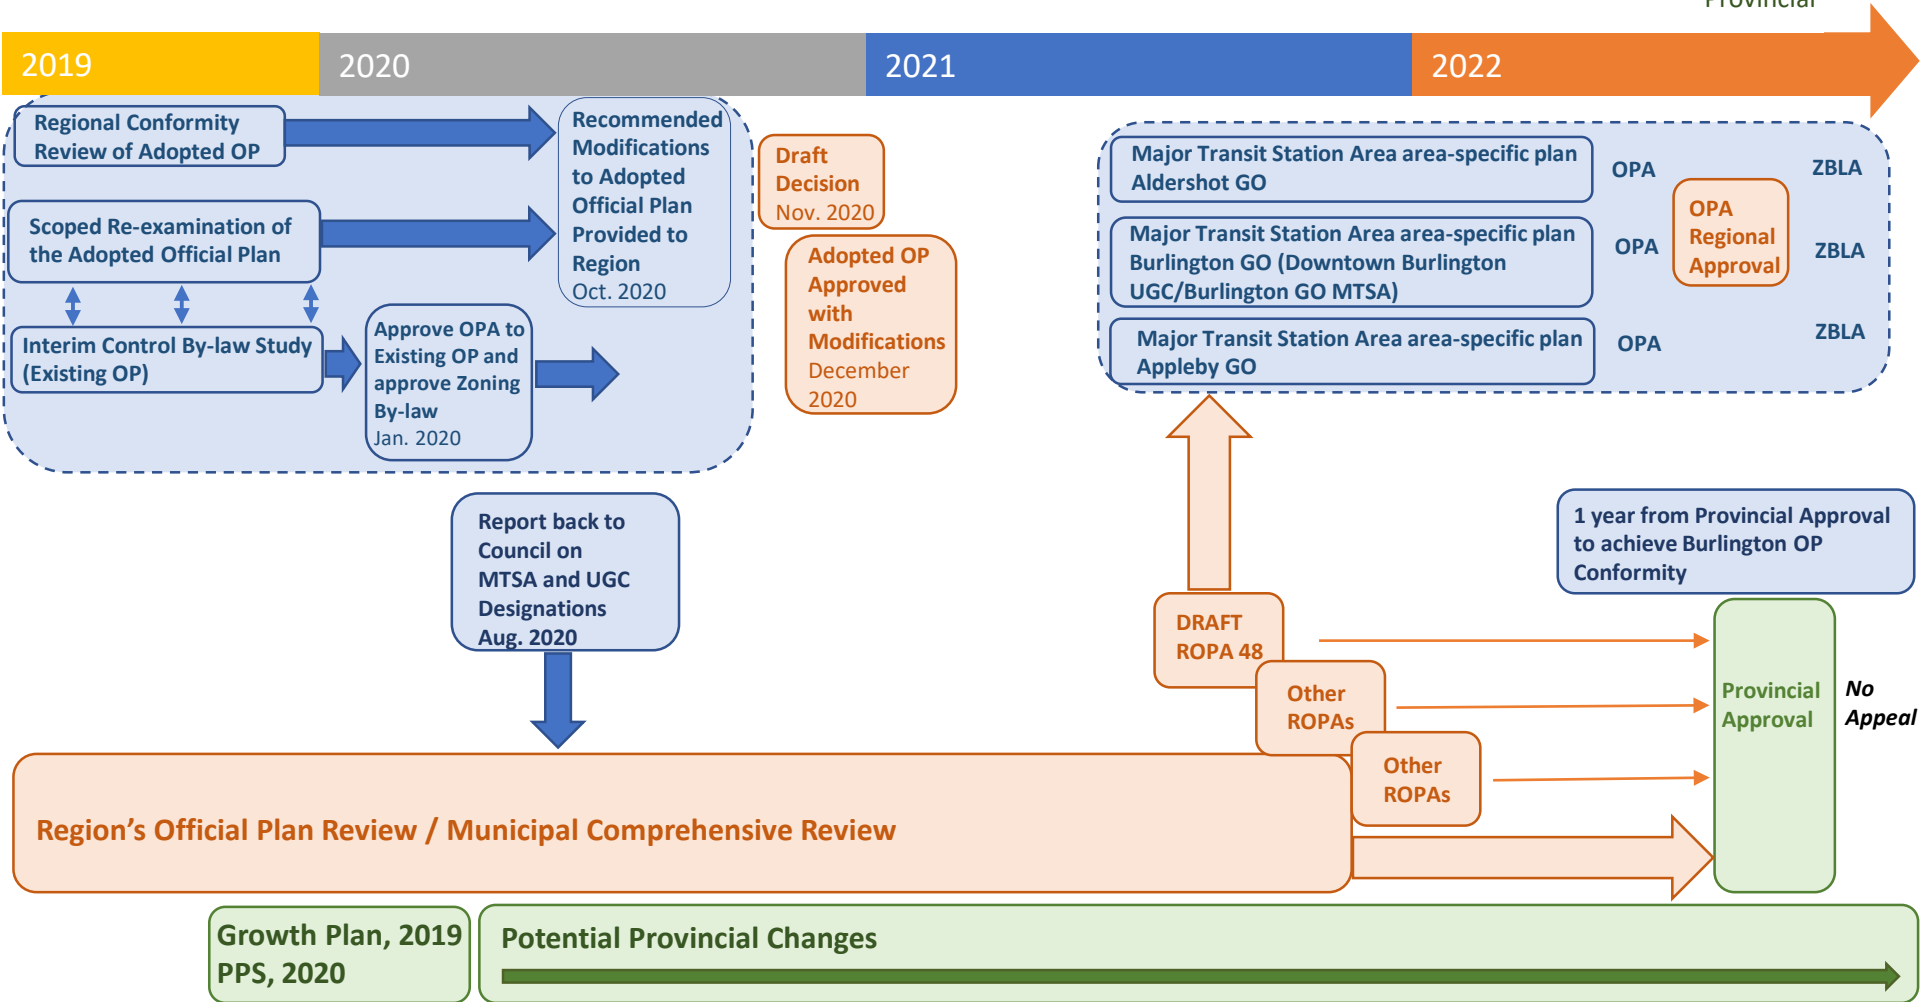 Provincial
2019
2020
2021
2022
Regional Conformity
Review of Adopted OP
Scoped Re-examination of
the Adopted Official Plan
Interim Control By-law Study
(Existing OP)
Approve OPA to
Existing OP and
approve Zoning
By-law
Jan. 2020
Recommended
Modifications
to Adopted
Official Plan
Provided to
Region
Oct. 2020
Draft
Decision
Nov. 2020
Adopted OP
Approved
with
Modifications
December
2020
Major Transit Station Area area-specific plan
Aldershot GO
OPA
ZBLA
Major Transit Station Area area-specific plan
Burlington GO (Downtown Burlington
UGC/Burlington GO MTSA)
OPA
ZBLA
Major Transit Station Area area-specific plan
Appleby GO
OPA
ZBLA
OPA
Regional
Approval
Report back to
Council on
MTSA and UGC
Designations
Aug. 2020
1 year from Provincial Approval
to achieve Burlington OP
Conformity
DRAFT
ROPA 48
Other
ROPAs
Other
ROPAs
Provincial
Approval
No
Appeal
Region's Official Plan Review / Municipal Comprehensive Review
Growth Plan, 2019
PPS, 2020
Potential Provincial Changes